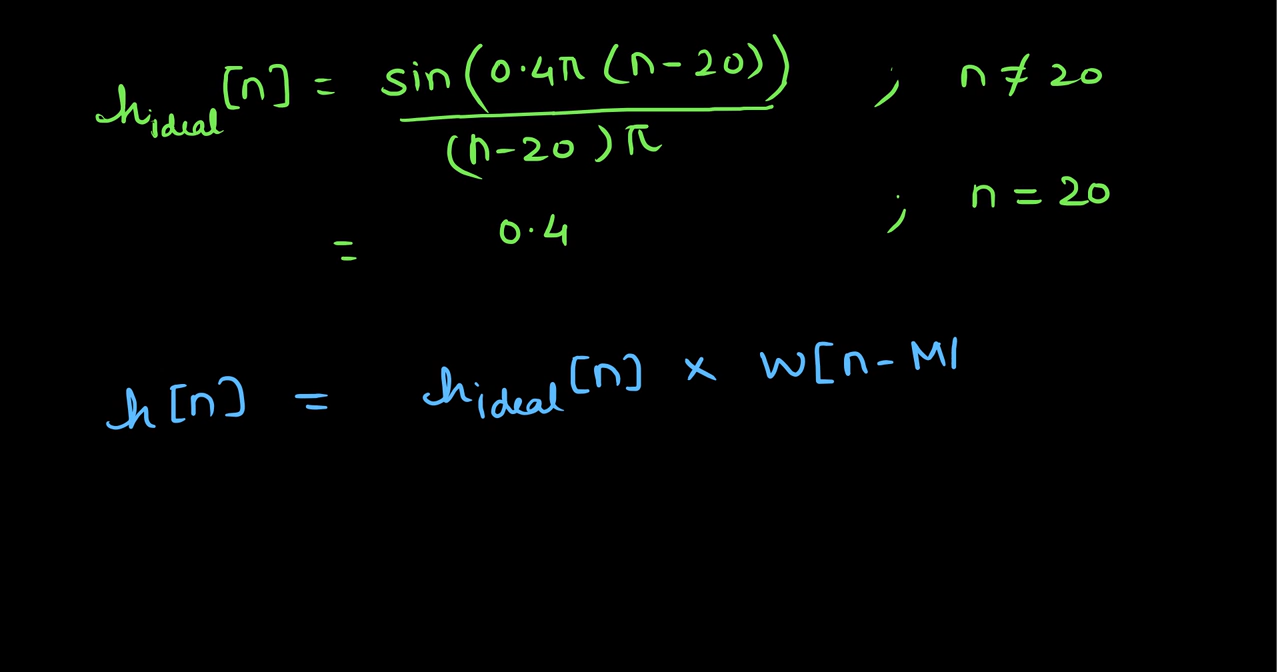 h_ideal[n] = sin(0.4π(n-20)) / (n-20)π ; n ≠ 20
= 0.4 ; n = 20
h[n] = h_ideal[n] × w[n-M